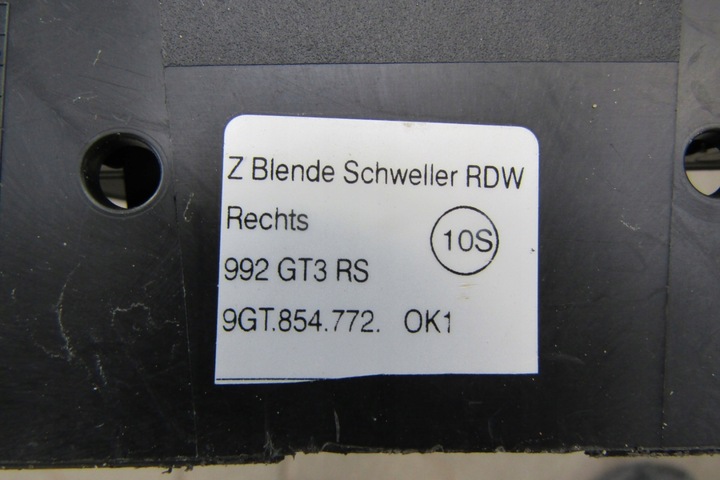 Z Blende Schweller RDW
Rechts
10S
992 GT3 RS
9GT.854.772. OK1